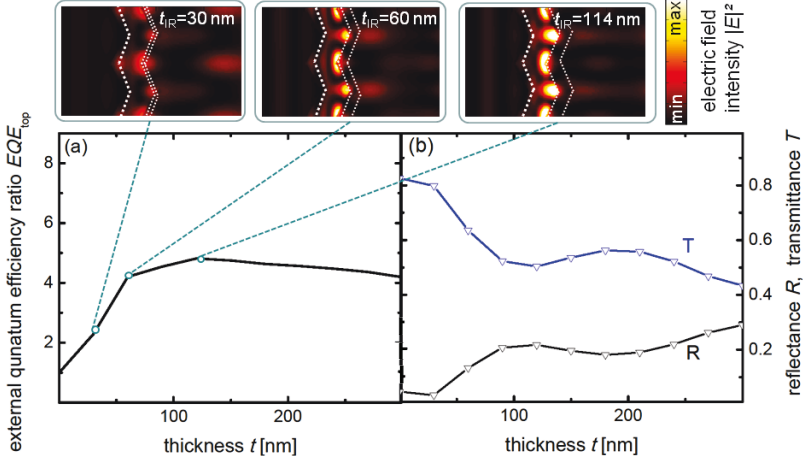 t_IR=30 nm
t_IR=60 nm
t_IR=114 nm
min max
electric field
intensity |E|²
(a)
(b)
external qunatum efficiency ratio EQE_top
8
6
4
2
100
200
thickness t [nm]
T
R
100
200
thickness t [nm]
0.8
0.6
0.4
0.2
reflectance R, transmittance T